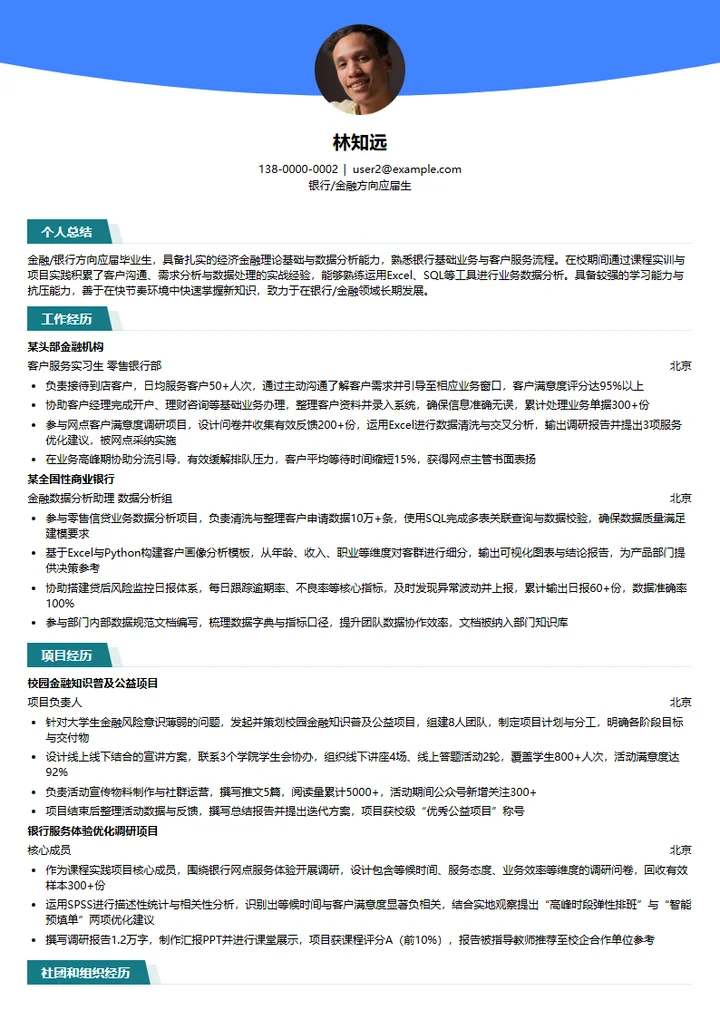 林知远
138-0000-0002 | user2@example.com
银行/金融方向应届生
个人总结
金融/银行方向应届毕业生，具备扎实的经济金融理论基础与数据分析能力，熟悉银行基础业务与客户服务流程。在校期间通过课程实训与
项目实践积累了客户沟通、需求分析与数据处理的实战经验，能够熟练运用Excel、SQL等工具进行业务数据分析。具备较强的学习能力与
抗压能力，善于在快节奏环境中快速掌握新知识，致力于在银行/金融领域长期发展。
工作经历
某头部金融机构
客户服务实习生 零售银行部 北京
• 负责接待到店客户，日均服务客户50+人次，通过主动沟通了解客户需求并引导至相应业务窗口，客户满意度评分达95%以上
• 协助客户经理完成开户、理财咨询等基础业务办理，整理客户资料并录入系统，确保信息准确无误，累计处理业务单据300+份
• 参与网点客户满意度调研项目，设计问卷并收集有效反馈200+份，运用Excel进行数据清洗与交叉分析，输出调研报告并提出3项服务
优化建议，被网点采纳实施
• 在业务高峰期协助分流引导，有效缓解排队压力，客户平均等待时间缩短15%，获得网点主管书面表扬
某全国性商业银行
金融数据分析助理 数据分析组 北京
• 参与零售信贷业务数据分析项目，负责清洗与整理客户申请数据10万+条，使用SQL完成多表关联查询与数据校验，确保数据质量满足
建模要求
• 基于Excel与Python构建客户画像分析模板，从年龄、收入、职业等维度对客群进行细分，输出可视化图表与结论报告，为产品部门提
供决策参考
• 协助搭建贷后风险监控日报体系，每日跟踪逾期率、不良率等核心指标，及时发现异常波动并上报，累计输出日报60+份，数据准确率
100%
• 参与部门内部数据规范文档编写，梳理数据字典与指标口径，提升团队数据协作效率，文档被纳入部门知识库
项目经历
校园金融知识普及公益项目
项目负责人 北京
• 针对大学生金融风险意识薄弱的问题，发起并策划校园金融知识普及公益项目，组建8人团队，制定项目计划与分工，明确各阶段目标
与交付物
• 设计线上线下结合的宣讲方案，联系3个学院学生会协办，组织线下讲座4场、线上答题活动2轮，覆盖学生800+人次，活动满意度达
92%
• 负责活动宣传物料制作与社群运营，撰写推文5篇，阅读量累计5000+，活动期间公众号新增关注300+
• 项目结束后整理活动数据与反馈，撰写总结报告并提出迭代方案，项目获校级“优秀公益项目”称号
银行服务体验优化调研项目
核心成员 北京
• 作为课程实践项目核心成员，围绕银行网点服务体验开展调研，设计包含等候时间、服务态度、业务效率等维度的调研问卷，回收有效
样本300+份
• 运用SPSS进行描述性统计与相关性分析，识别出等候时间与客户满意度显著负相关，结合实地观察提出“高峰时段弹性排班”与“智能
预填单”两项优化建议
• 撰写调研报告1.2万字，制作汇报PPT并进行课堂展示，项目获课程评分A（前10%），报告被指导教师推荐至校企合作单位参考
社团和组织经历